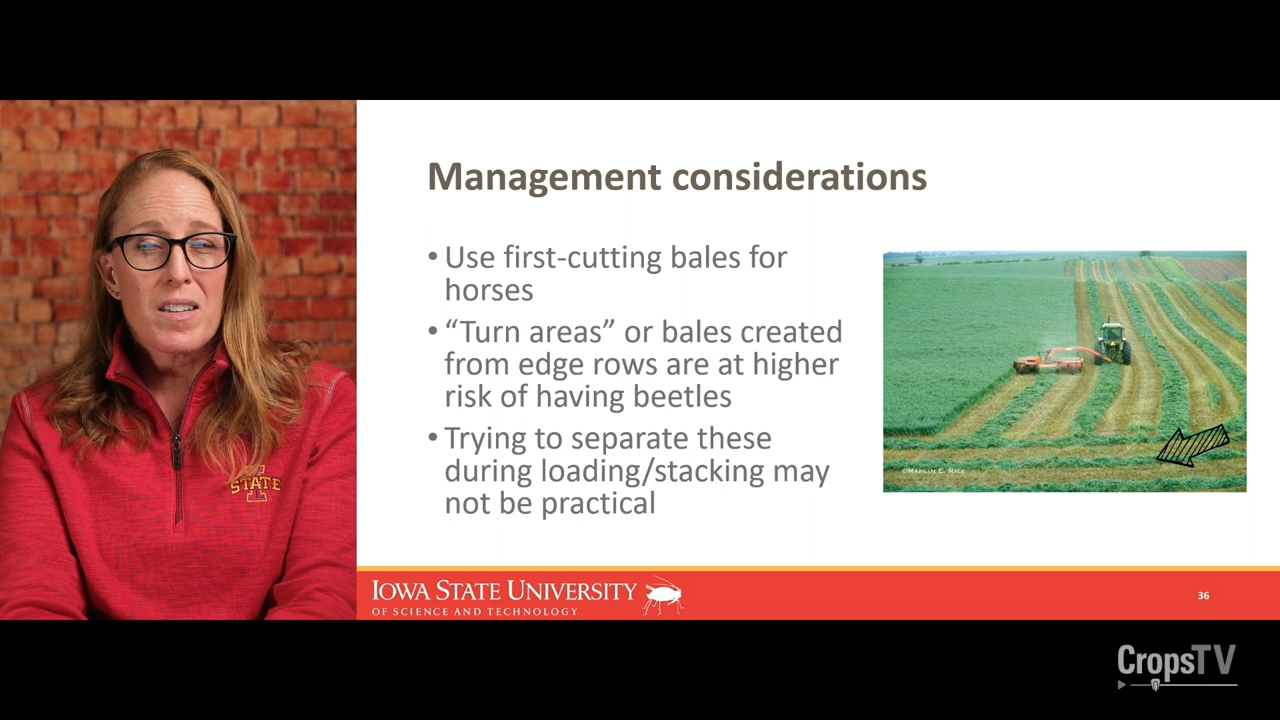 Management considerations
• Use first-cutting bales for
horses
• “Turn areas” or bales created
from edge rows are at higher
risk of having beetles
• Trying to separate these
during loading/stacking may
not be practical
©Marlin E. Rice
STATE
Iowa State University
OF SCIENCE AND TECHNOLOGY
36
CropsTV